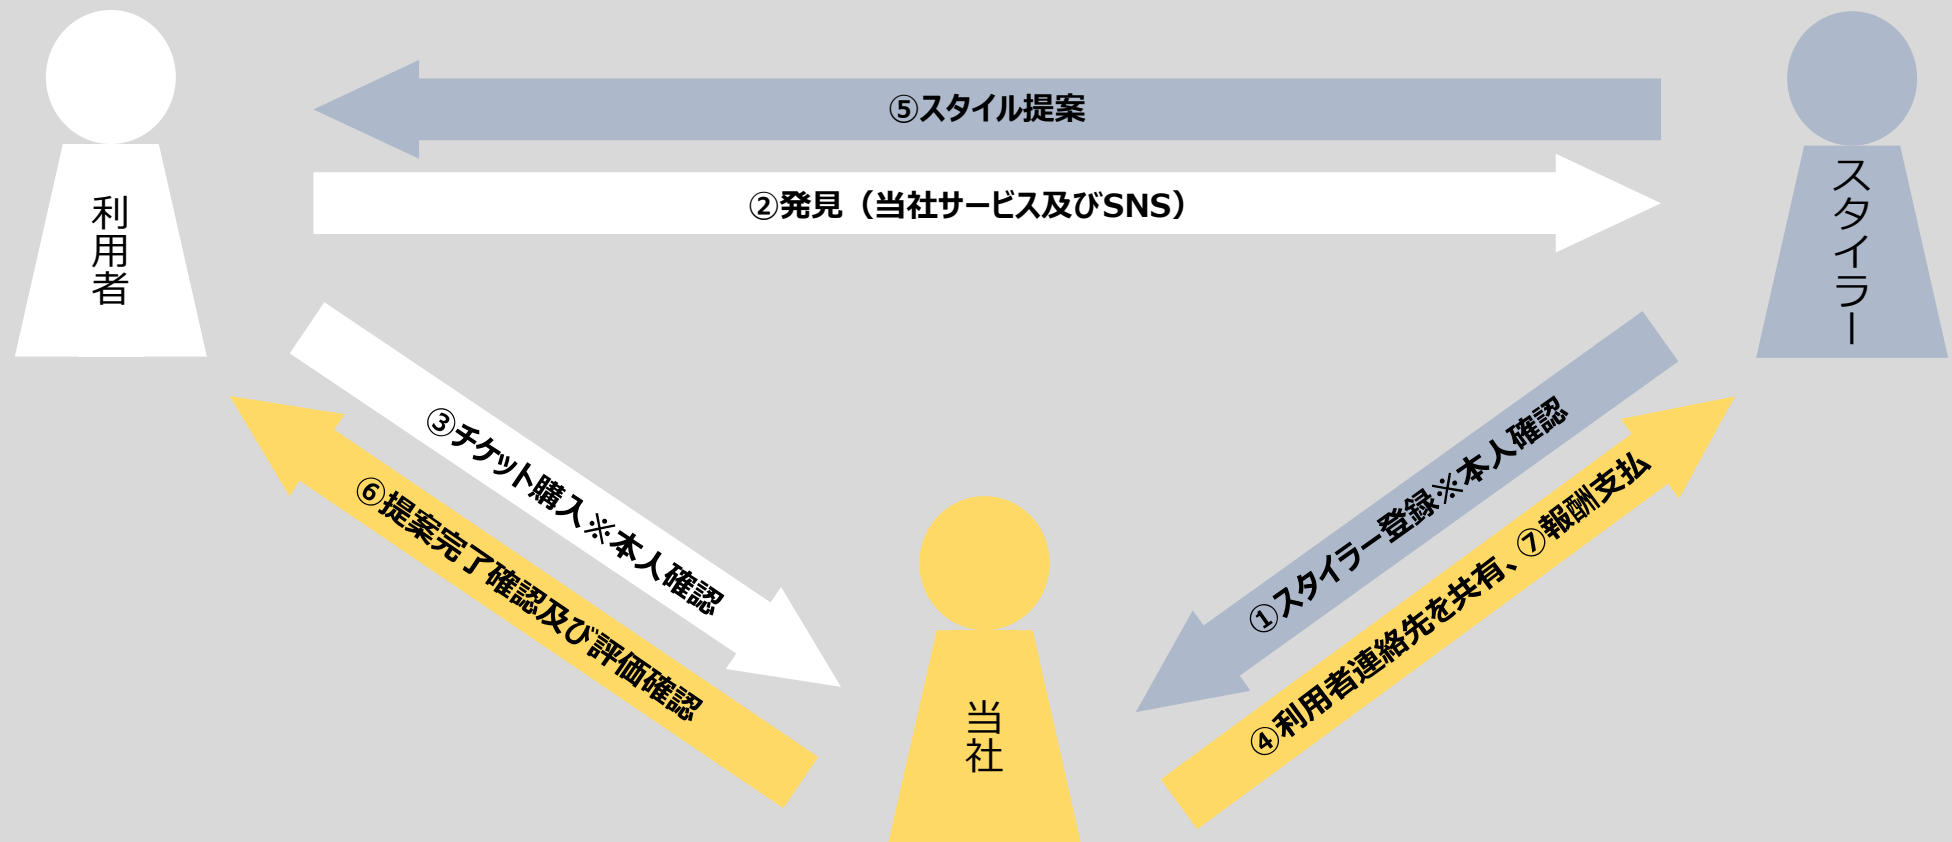 ⑤スタイル提案
②発見（当社サービス及びSNS）
利用者
スタイラー
③チケット購入※本人確認
⑥提案完了確認及び評価確認
①スタイラー登録※本人確認
④利用者連絡先を共有、⑦報酬支払
当社